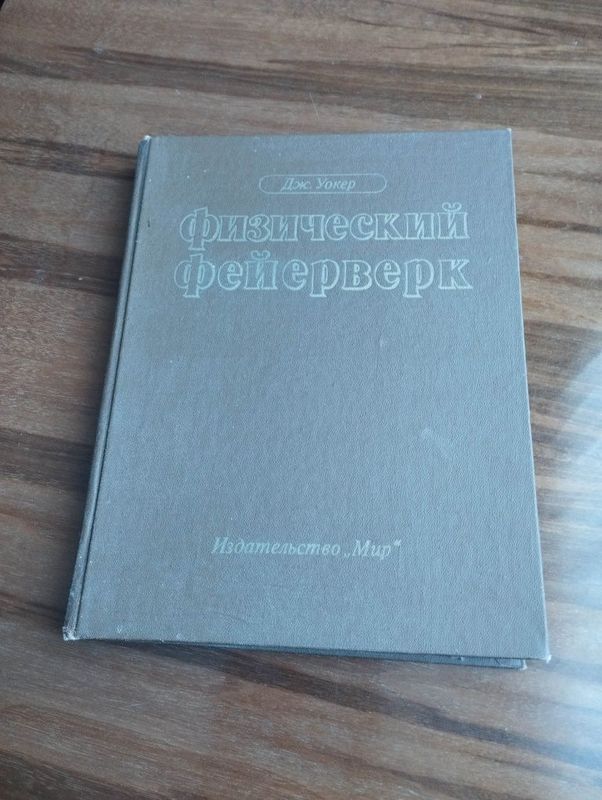 Дж. Уокер
физический
фейерверк
Издательство „Мир“